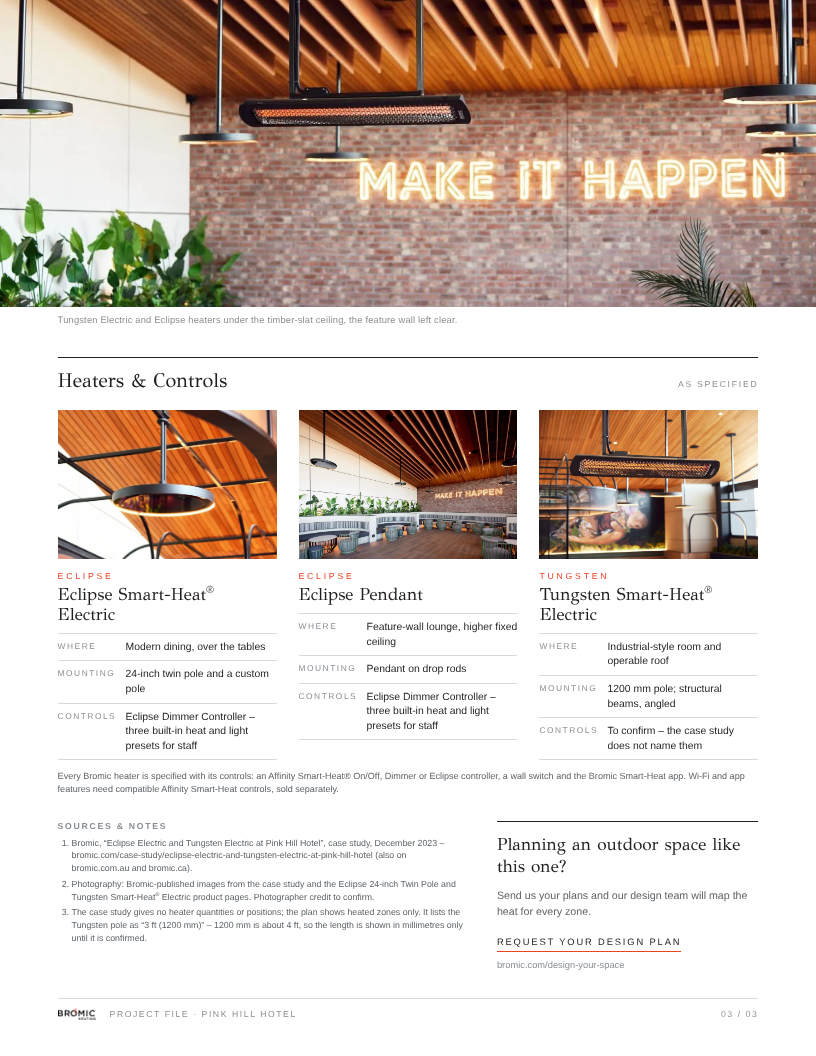 MAKE IT HAPPEN
Tungsten Electric and Eclipse heaters under the timber-slat ceiling, the feature wall left clear.
Heaters & Controls
AS SPECIFIED
MAKE IT HAPPEN
ECLIPSE
Eclipse Smart-Heat®
Electric
WHERE Modern dining, over the tables
MOUNTING 24-inch twin pole and a custom
pole
CONTROLS Eclipse Dimmer Controller –
three built-in heat and light
presets for staff
ECLIPSE
Eclipse Pendant
WHERE Feature-wall lounge, higher fixed
ceiling
MOUNTING Pendant on drop rods
CONTROLS Eclipse Dimmer Controller –
three built-in heat and light
presets for staff
TUNGSTEN
Tungsten Smart-Heat®
Electric
WHERE Industrial-style room and
operable roof
MOUNTING 1200 mm pole; structural
beams, angled
CONTROLS To confirm – the case study
does not name them
Every Bromic heater is specified with its controls: an Affinity Smart-Heat® On/Off, Dimmer or Eclipse controller, a wall switch and the Bromic Smart-Heat app. Wi-Fi and app
features need compatible Affinity Smart-Heat controls, sold separately.
SOURCES & NOTES
1. Bromic, “Eclipse Electric and Tungsten Electric at Pink Hill Hotel”, case study, December 2023 –
bromic.com/case-study/eclipse-electric-and-tungsten-electric-at-pink-hill-hotel (also on
bromic.com.au and bromic.ca).
2. Photography: Bromic-published images from the case study and the Eclipse 24-inch Twin Pole and
Tungsten Smart-Heat® Electric product pages. Photographer credit to confirm.
3. The case study gives no heater quantities or positions; the plan shows heated zones only. It lists the
Tungsten pole as “3 ft (1200 mm)” – 1200 mm is about 4 ft, so the length is shown in millimetres only
until it is confirmed.
Planning an outdoor space like
this one?
Send us your plans and our design team will map the
heat for every zone.
REQUEST YOUR DESIGN PLAN
bromic.com/design-your-space
BROMIC
HEATING
PROJECT FILE · PINK HILL HOTEL
03 / 03